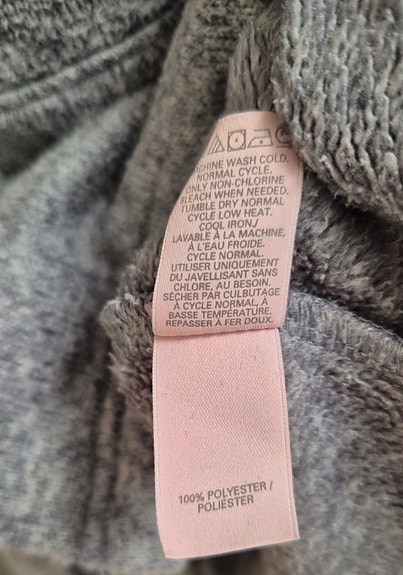 WASH COLD.
NORMAL CYCLE.
ONLY NON-CHLORINE
BLEACH WHEN NEEDED.
TUMBLE DRY NORMAL
CYCLE LOW HEAT.
COOL IRON./
LAVABLE À LA MACHINE,
À L'EAU FROIDE.
CYCLE NORMAL.
UTILISER UNIQUEMENT
DU JAVELLISANT SANS
CHLORE, AU BESOIN.
SÉCHER PAR CULBUTAGE
À CYCLE NORMAL, À
BASSE TEMPÉRATURE.
REPASSER À FER DOUX.
100% POLYESTER /
POLIÉSTER